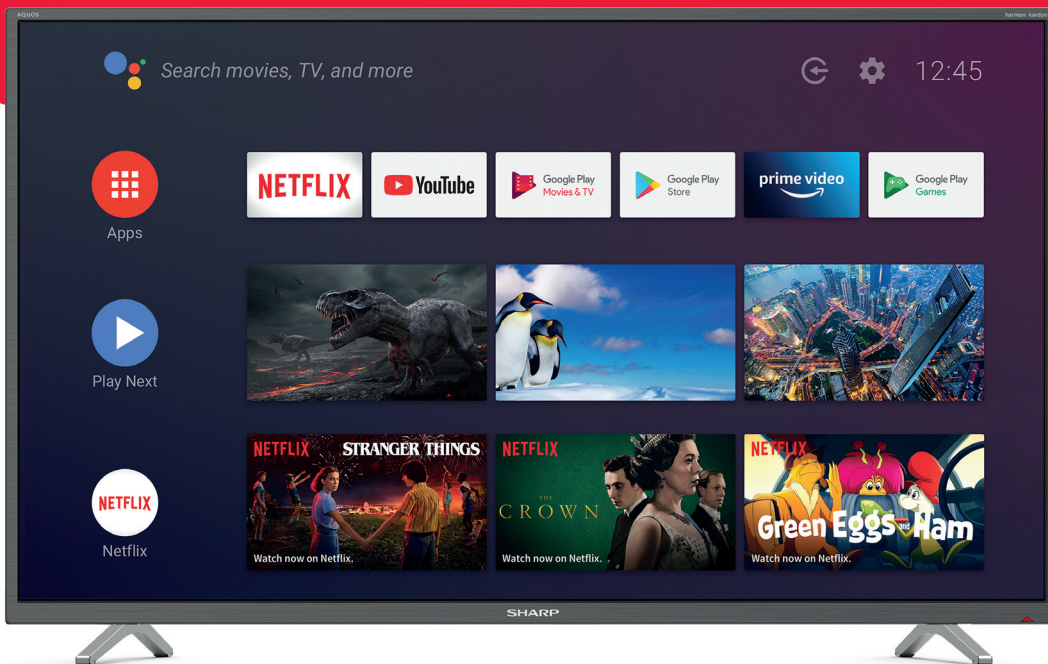 AQUOS
harman/kardon
Search movies, TV, and more
12:45
NETFLIX
YouTube
Google Play
Movies & TV
Google Play
Store
prime video
Google Play
Games
Apps
Play Next
NETFLIX
STRANGER THINGS
Watch now on Netflix.
NETFLIX
THE
CROWN
Watch now on Netflix.
NETFLIX
Green Eggs and Ham
Watch now on Netflix.
NETFLIX
Netflix
SHARP